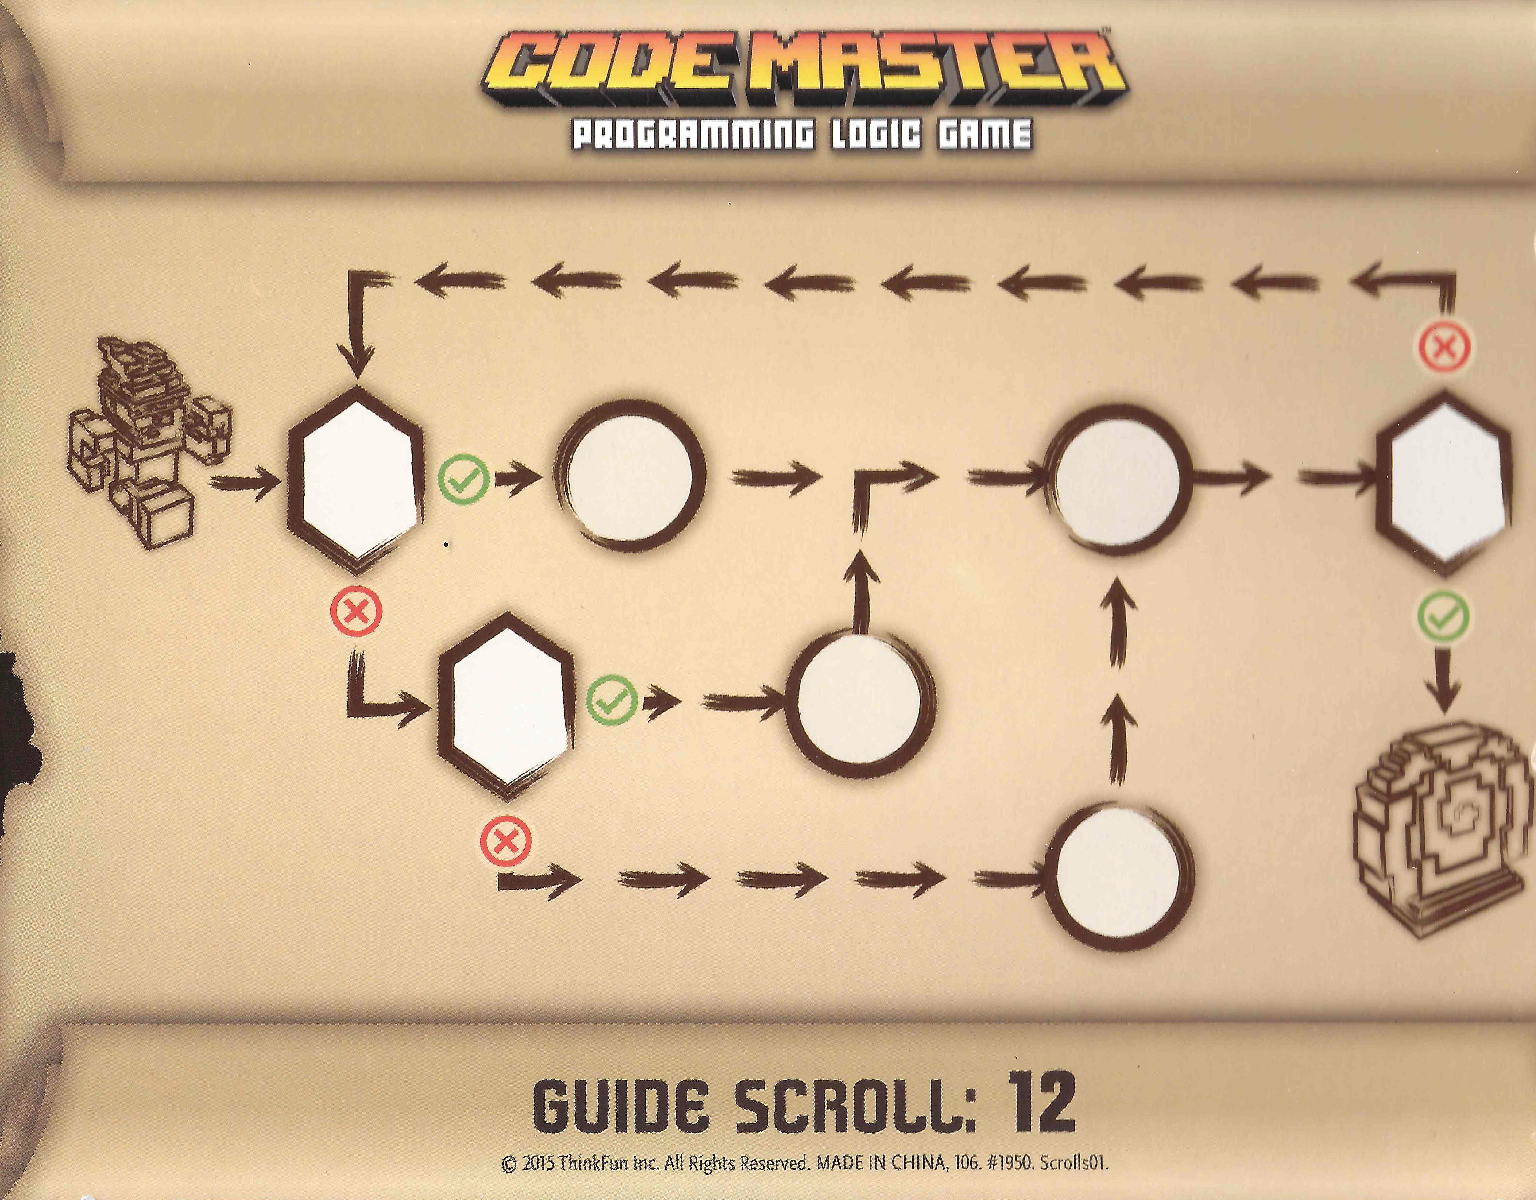 CODE MASTER™
PROGRAMMING LOGIC GAME
GUIDE SCROLL: 12
© 2015 ThinkFun Inc. All Rights Reserved. MADE IN CHINA, 106. #1950. Scrolls01.